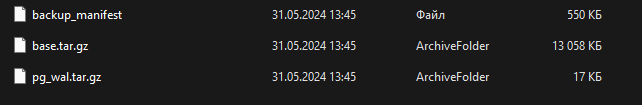 backup_manifest 31.05.2024 13:45 Файл 550 КБ
base.tar.gz 31.05.2024 13:45 ArchiveFolder 13 058 КБ
pg_wal.tar.gz 31.05.2024 13:45 ArchiveFolder 17 КБ